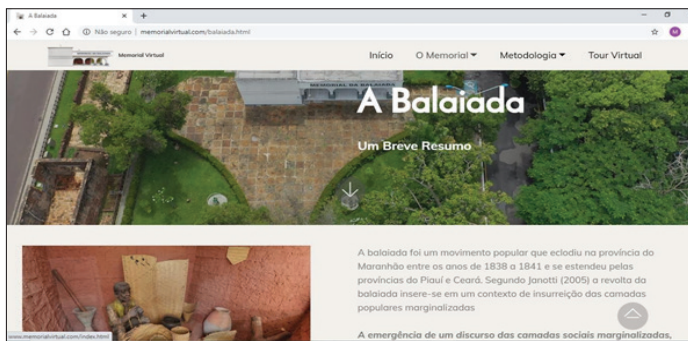 A Balaiada
Não seguro | memorialvirtual.com/balaiada.html
Memorial Virtual
Início O Memorial Metodologia Tour Virtual
MEMORIAL DA BALAIADA
A Balaiada
Um Breve Resumo
A balaiada foi um movimento popular que eclodiu na província do
Maranhão entre os anos de 1838 a 1841 e se estendeu pelas
províncias do Piauí e Ceará. Segundo Janotti (2005) a revolta da
balaiada insere-se em um contexto de insurreição das camadas
populares marginalizadas
A emergência de um discurso das camadas sociais marginalizadas,
www.memorialvirtual.com/index.html